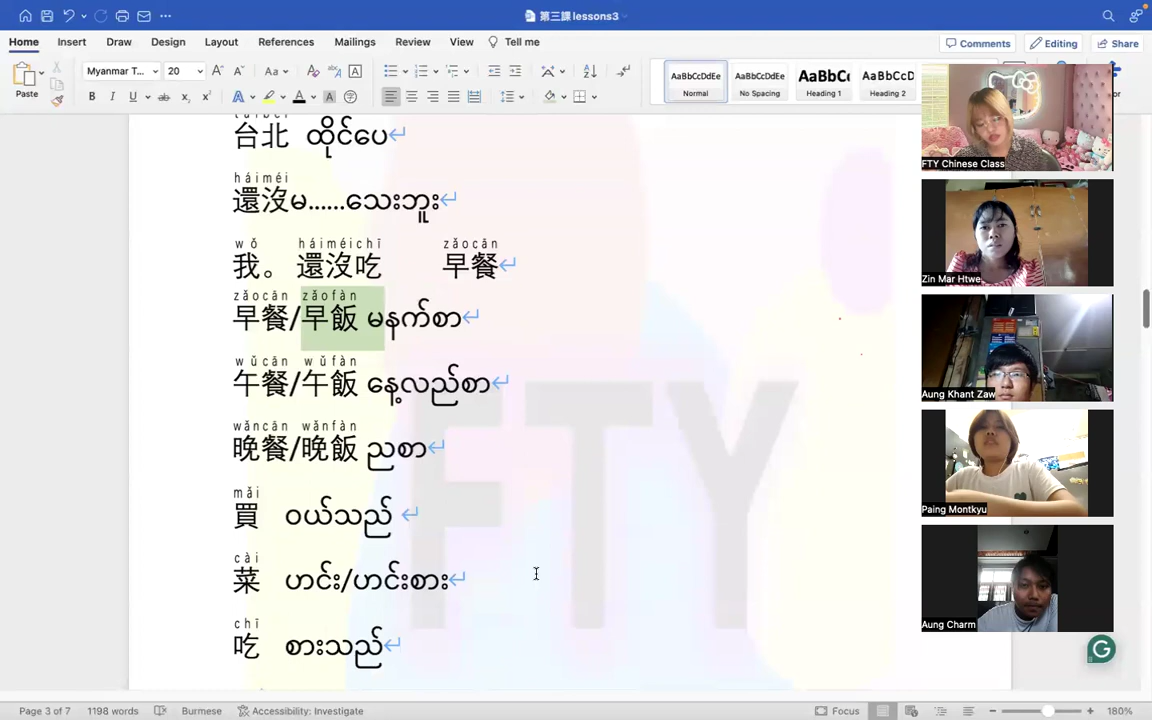 第三課lessons3
Home Insert Draw Design Layout References Mailings Review View Tell me
Comments Editing Share
Paste
Myanmar T... 20
AaBbCcDdEe Normal
AaBbCcDdEe No Spacing
AaBbCc Heading 1
AaBbCcD Heading 2
台北 ထိုင်ပေ
háiméi
還沒မ......သေးဘူး
wǒ háiméichī zǎocān
我。還沒吃 早餐
zǎocān zǎofàn
早餐/早飯 မနက်စာ
wǔcān wǔfàn
午餐/午飯 နေ့လည်စာ
wǎncān wǎnfàn
晚餐/晚飯 ညစာ
mǎi
買 ဝယ်သည်
cài
菜 ဟင်း/ဟင်းစား
chī
吃 စားသည်
FTY
FTY Chinese Class
Zin Mar Htwe
Aung Khant Zaw
Paing Montkyu
Aung Charm
Page 3 of 7 1198 words Burmese Accessibility: Investigate Focus 180%